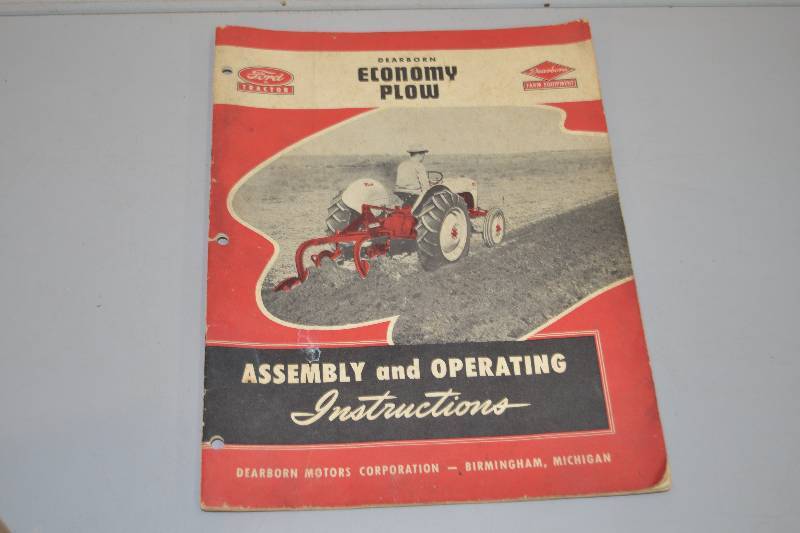 DEARBORN
ECONOMY
PLOW
Ford
TRACTOR
Dearborn
FARM EQUIPMENT
ASSEMBLY and OPERATING
Instructions
DEARBORN MOTORS CORPORATION — BIRMINGHAM, MICHIGAN